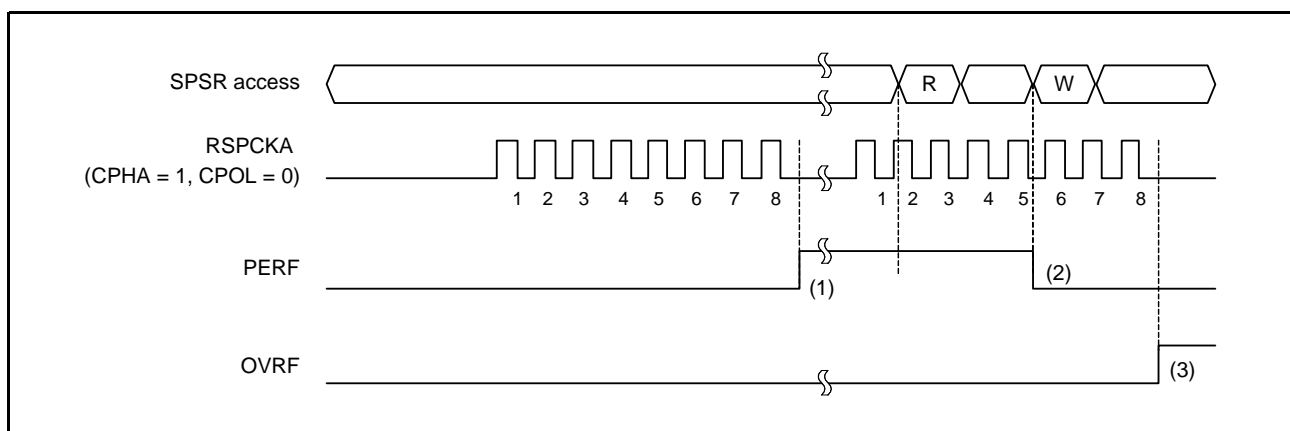 SPSR access
R
W
RSPCKA
(CPHA = 1, CPOL = 0)
1 2 3 4 5 6 7 8
1 2 3 4 5 6 7 8
PERF
(1)
(2)
OVRF
(3)